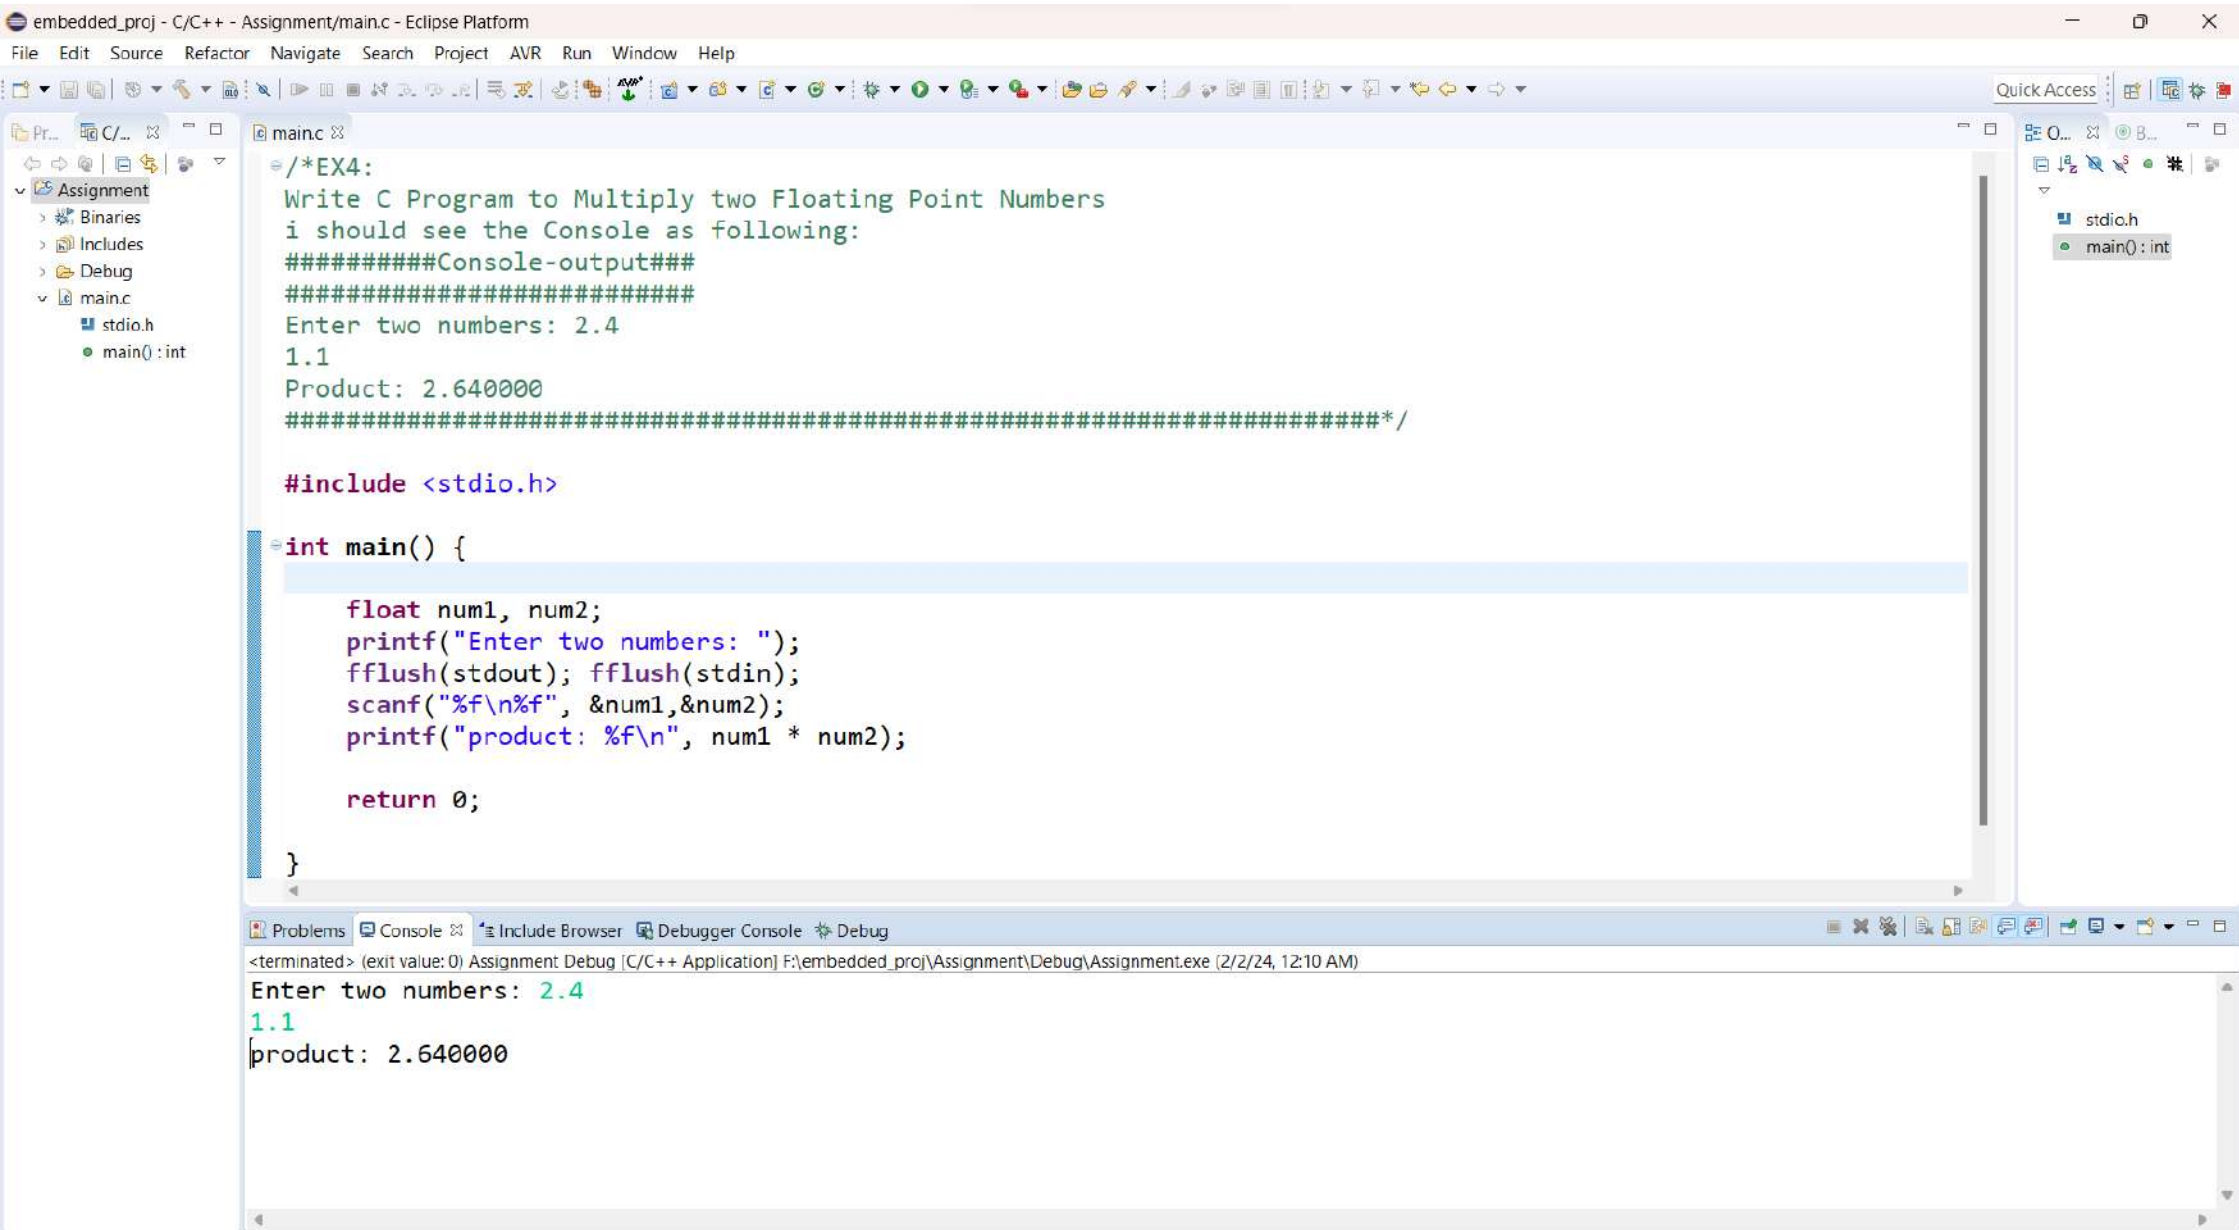 embedded_proj - C/C++ - Assignment/main.c - Eclipse Platform
File Edit Source Refactor Navigate Search Project AVR Run Window Help
Quick Access
Pr... C/...
Assignment
Binaries
Includes
Debug
main.c
stdio.h
main() : int
main.c
/*EX4:
Write C Program to Multiply two Floating Point Numbers
i should see the Console as following:
##########Console-output###
###########################
Enter two numbers: 2.4
1.1
Product: 2.640000
########################################################################*/
#include <stdio.h>
int main() {
float num1, num2;
printf("Enter two numbers: ");
fflush(stdout); fflush(stdin);
scanf("%f\n%f", &num1,&num2);
printf("product: %f\n", num1 * num2);
return 0;
}
O... B...
stdio.h
main() : int
Problems Console Include Browser Debugger Console Debug
<terminated> (exit value: 0) Assignment Debug [C/C++ Application] F:\embedded_proj\Assignment\Debug\Assignment.exe (2/2/24, 12:10 AM)
Enter two numbers: 2.4
1.1
product: 2.640000